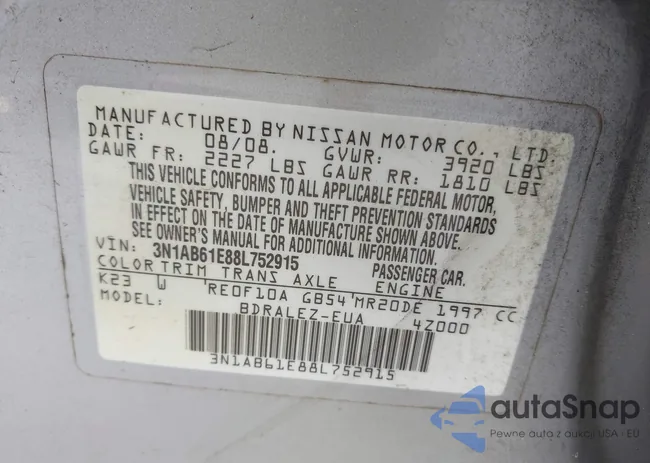 MANUFACTURED BY NISSAN MOTOR CO., LTD.
DATE: 08/08. GVWR: 3920 LBS
GAWR FR: 2227 LBS GAWR RR: 1810 LBS
THIS VEHICLE CONFORMS TO ALL APPLICABLE FEDERAL MOTOR
VEHICLE SAFETY, BUMPER AND THEFT PREVENTION STANDARDS
IN EFFECT ON THE DATE OF MANUFACTURE SHOWN ABOVE.
SEE OWNER'S MANUAL FOR ADDITIONAL INFORMATION.
VIN: 3N1AB61E88L752915 PASSENGER CAR.
COLOR TRIM TRANS AXLE ENGINE
K23 W 'RE0F10A GB54'MR20DE 1997 CC
MODEL: BDRALEZ-EUA 4Z000
3N1AB61E88L752915
autaSnap
Pewne auta z aukcji USA - EU